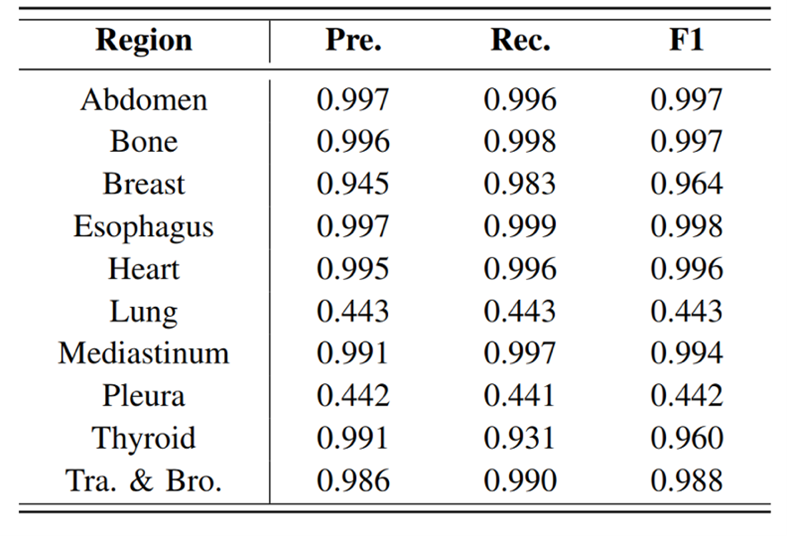 Region Pre. Rec. F1
Abdomen 0.997 0.996 0.997
Bone 0.996 0.998 0.997
Breast 0.945 0.983 0.964
Esophagus 0.997 0.999 0.998
Heart 0.995 0.996 0.996
Lung 0.443 0.443 0.443
Mediastinum 0.991 0.997 0.994
Pleura 0.442 0.441 0.442
Thyroid 0.991 0.931 0.960
Tra. & Bro. 0.986 0.990 0.988